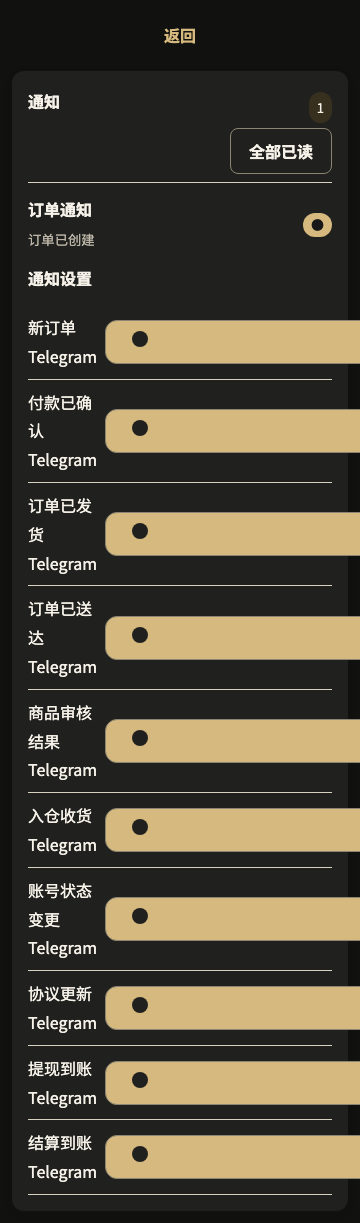 返回
通知
1
全部已读
订单通知
订单已创建
通知设置
新订单
Telegram
付款已确
认
Telegram
订单已发
货
Telegram
订单已送
达
Telegram
商品审核
结果
Telegram
入仓收货
Telegram
账号状态
变更
Telegram
协议更新
Telegram
提现到账
Telegram
结算到账
Telegram